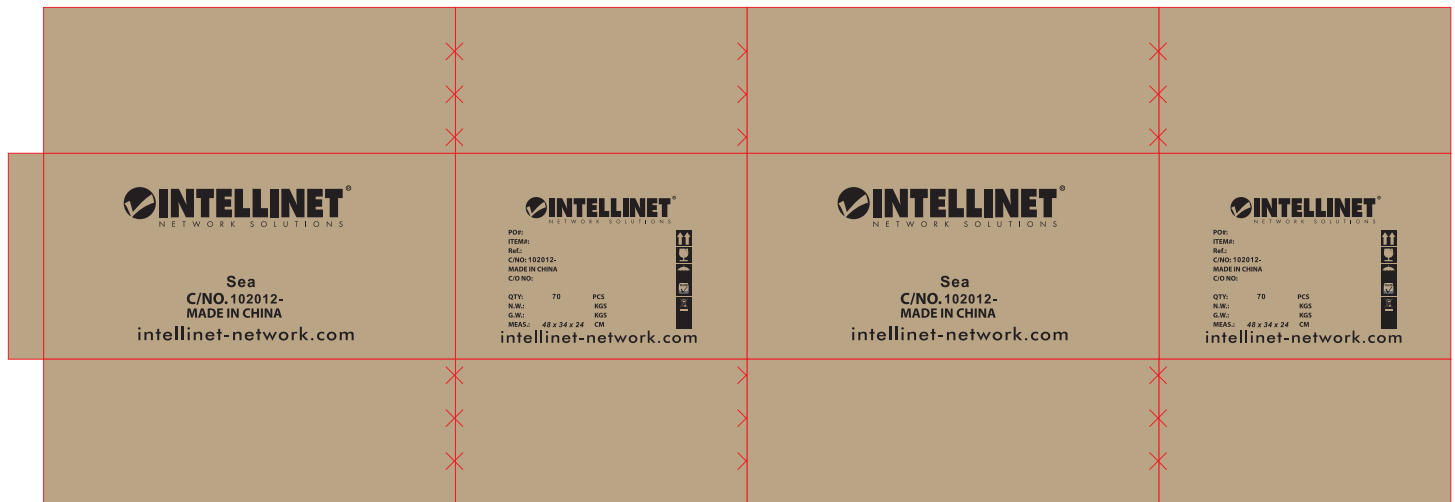 INTELLINET®
NETWORK SOLUTIONS
Sea
C/NO. 102012-
MADE IN CHINA
intellinet-network.com
INTELLINET®
NETWORK SOLUTIONS
PO#:
ITEM#:
Ref.:
C/NO: 102012-
MADE IN CHINA
C/O NO:
QTY: 70 PCS
N.W.: KGS
G.W.: KGS
MEAS.: 48 x 34 x 24 CM
intellinet-network.com
INTELLINET®
NETWORK SOLUTIONS
Sea
C/NO. 102012-
MADE IN CHINA
intellinet-network.com
INTELLINET®
NETWORK SOLUTIONS
PO#:
ITEM#:
Ref.:
C/NO: 102012-
MADE IN CHINA
C/O NO:
QTY: 70 PCS
N.W.: KGS
G.W.: KGS
MEAS.: 48 x 34 x 24 CM
intellinet-network.com